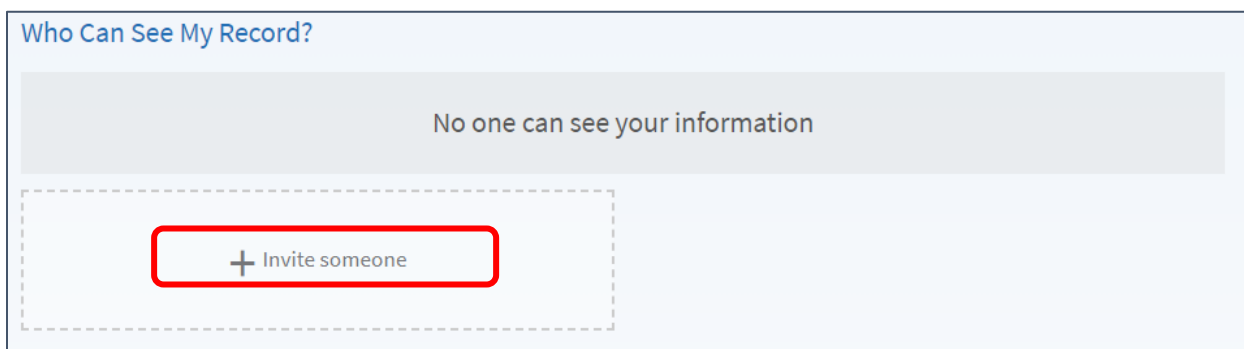 Who Can See My Record?
No one can see your information
+ Invite someone